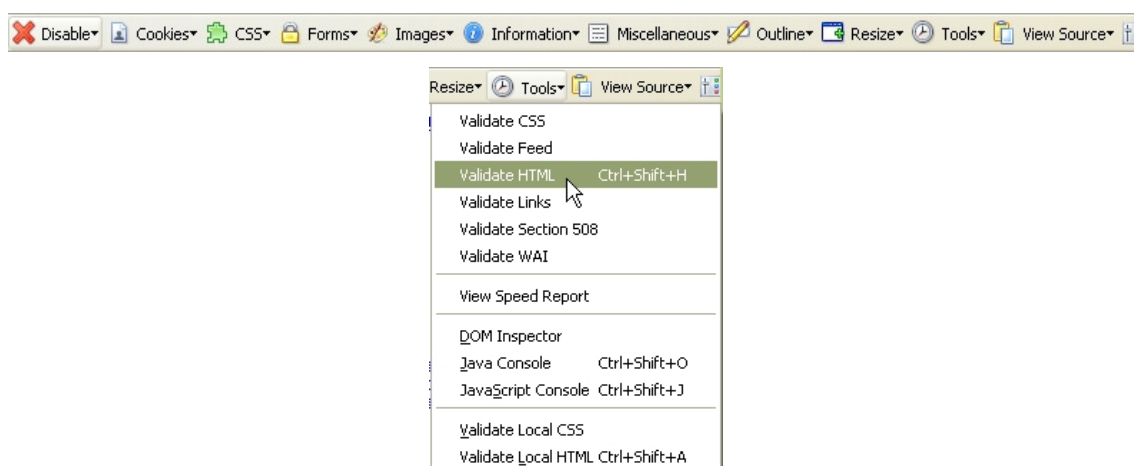 Disable Cookies CSS Forms Images Information Miscellaneous Outline Resize Tools View Source
Resize Tools View Source
Validate CSS
Validate Feed
Validate HTML Ctrl+Shift+H
Validate Links
Validate Section 508
Validate WAI
View Speed Report
DOM Inspector
Java Console Ctrl+Shift+O
JavaScript Console Ctrl+Shift+J
Validate Local CSS
Validate Local HTML Ctrl+Shift+A